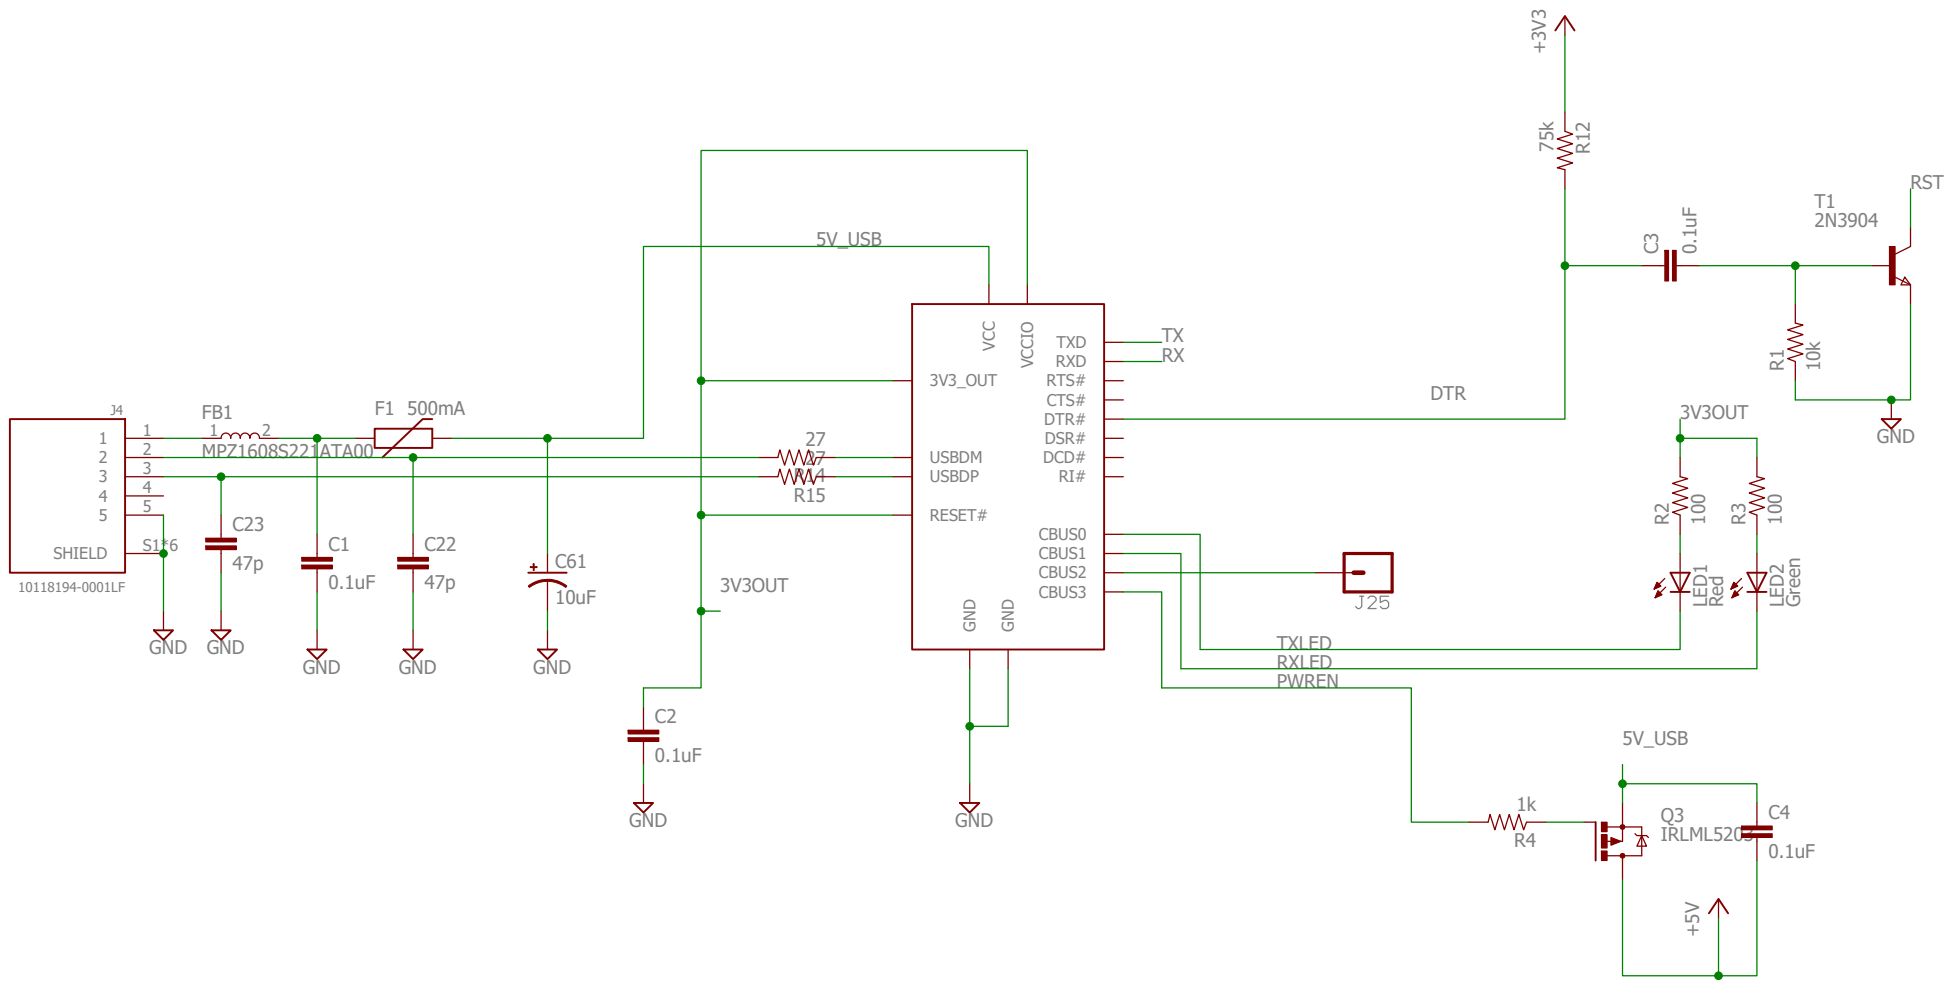 +3V3
75k
R12
RST
T1
2N3904
C3
0.1uF
5V_USB
R1
10k
GND
VCC
VCCIO
TXD
RXD
RTS#
CTS#
DTR#
DSR#
DCD#
RI#
CBUS0
CBUS1
CBUS2
CBUS3
3V3_OUT
USBDM
USBDP
RESET#
GND
GND
TX
RX
DTR
J4
1
2
3
4
5
SHIELD
1
2
3
4
5
S1*6
10118194-0001LF
FB1
1
2
MPZ1608S221ATA00
F1
500mA
27
27
R14
R15
C23
47p
C1
0.1uF
C22
47p
C61
10uF
GND
GND
GND
GND
GND
3V3OUT
C2
0.1uF
GND
GND
J25
3V3OUT
R2
100
R3
100
LED1
Red
LED2
Green
TXLED
RXLED
PWREN
5V_USB
1k
R4
Q3
C4
0.1uF
+5V